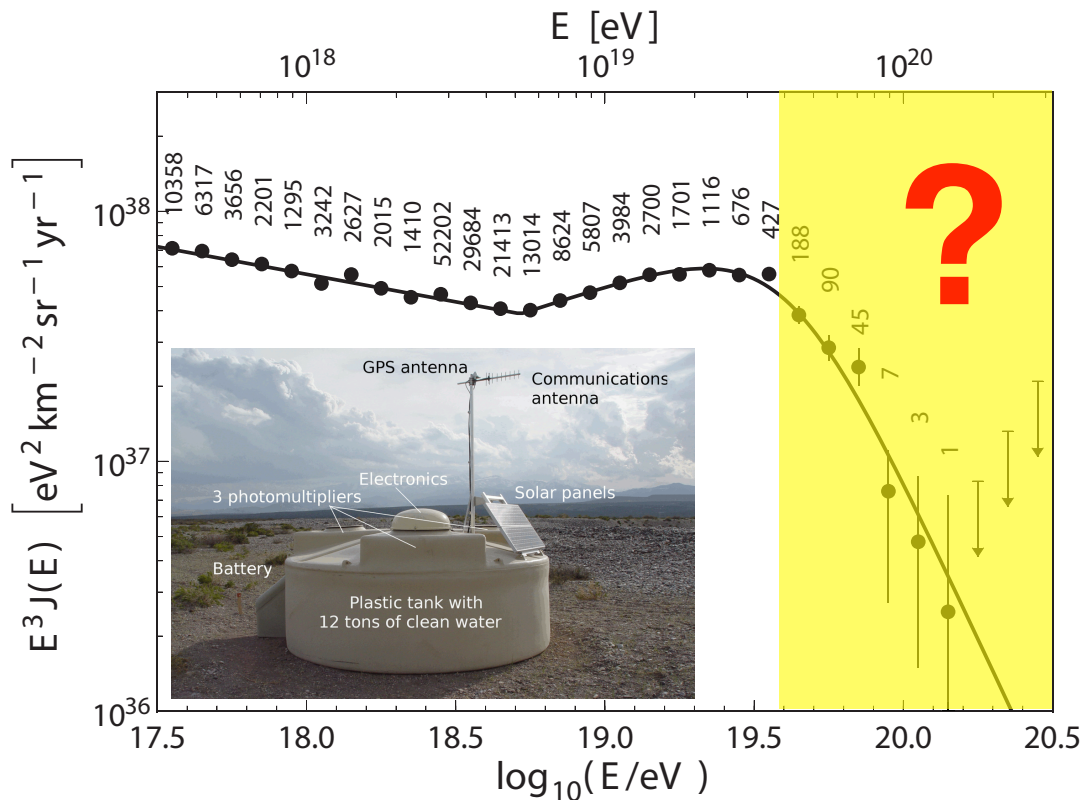 E [eV]
10^18 10^19 10^20
E^3 J(E) [eV^2 km^−2 sr^−1 yr^−1]
10^38
10^37
10^36
10358 6317 3656 2201 1295 3242 2627 2015 1410 52202 29684 21413 13014 8624 5807 3984 2700 1701 1116 676 427 188 90 45 7 3 1
?
GPS antenna
Communications
antenna
Electronics
3 photomultipliers
Solar panels
Battery
Plastic tank with
12 tons of clean water
17.5 18.0 18.5 19.0 19.5 20.0 20.5
log_10(E/eV)